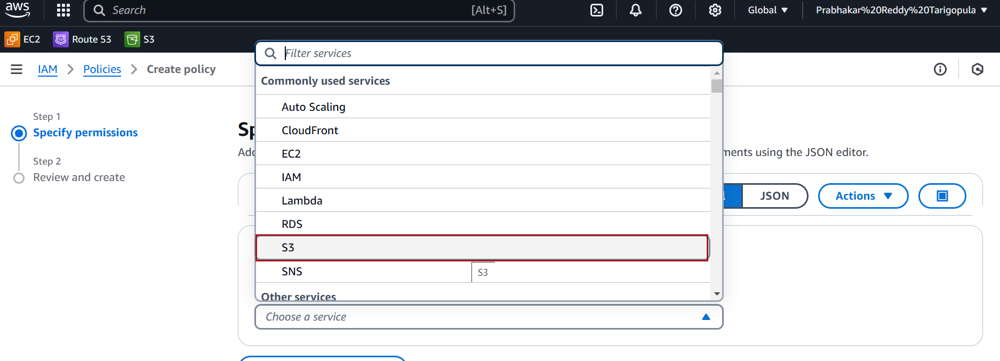 aws
Search [Alt+S]
Global
Prabhakar%20Reddy%20Tarigopula
EC2
Route 53
S3
Filter services
IAM
Policies
Create policy
Commonly used services
Step 1
Specify permissions
Step 2
Review and create
Auto Scaling
CloudFront
EC2
IAM
Lambda
RDS
S3
SNS
S3
Other services
Choose a service
Sp
Add
ments using the JSON editor.
JSON
Actions